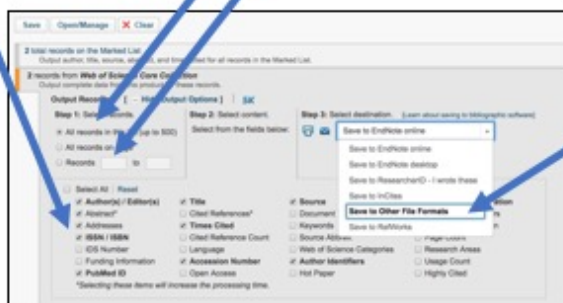 Save Open/Manage Clear
2 total records on the Marked List.
Output author, title, source, abstract, and times cited for all records in the Marked List.
2 records from Web of Science Core Collection
Output complete data from the product for these records.
Output Records [ - Hide Output Options ]
Step 1: Select records. Step 2: Select content. Step 3: Select destination. [Learn about saving to bibliographic software]
All records in this list (up to 500) Select from the fields below: Save to EndNote online
All records on
Records to
Save to EndNote online
Save to EndNote desktop
Save to ResearcherID - I wrote these
Save to InCites
Save to Other File Formats
Save to RefWorks
Select All Reset
Author(s) / Editor(s) Title Source
Abstract* Cited References* Document
Addresses Times Cited Keywords
ISSN / ISBN Cited Reference Count Source Abbrev. Page Count
IDS Number Language Web of Science Categories Research Areas
Funding Information Accession Number Author Identifiers Usage Count
PubMed ID Open Access Hot Paper Highly Cited
*Selecting these items will increase the processing time.